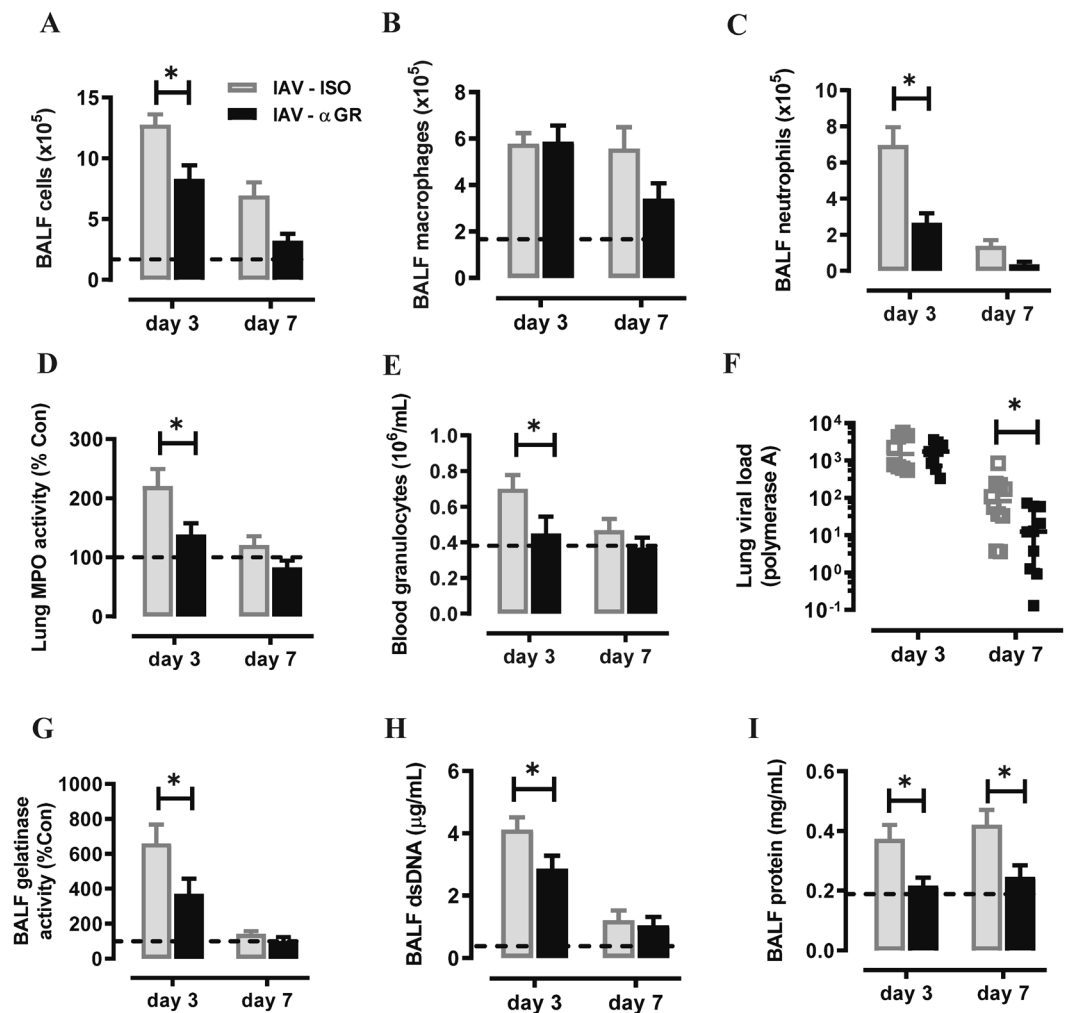 A
BALF cells (x10⁵)
15
10
5
0
*
IAV - ISO
IAV - αGR
day 3
day 7
B
BALF macrophages (x10⁵)
8
6
4
2
0
day 3
day 7
C
BALF neutrophils (x10⁵)
10
8
6
4
2
0
*
day 3
day 7
D
Lung MPO activity (% Con)
300
200
100
0
*
day 3
day 7
E
Blood granulocytes (10⁶/mL)
1.0
0.8
0.6
0.4
0.2
0.0
*
day 3
day 7
F
Lung viral load
(polymerase A)
10⁴
10³
10²
10¹
10⁰
10⁻¹
*
day 3
day 7
G
BALF gelatinase
activity (%Con)
1000
800
600
400
200
0
*
day 3
day 7
H
BALF dsDNA (μg/mL)
6
4
2
0
*
day 3
day 7
I
BALF protein (mg/mL)
0.6
0.4
0.2
0.0
*
*
day 3
day 7